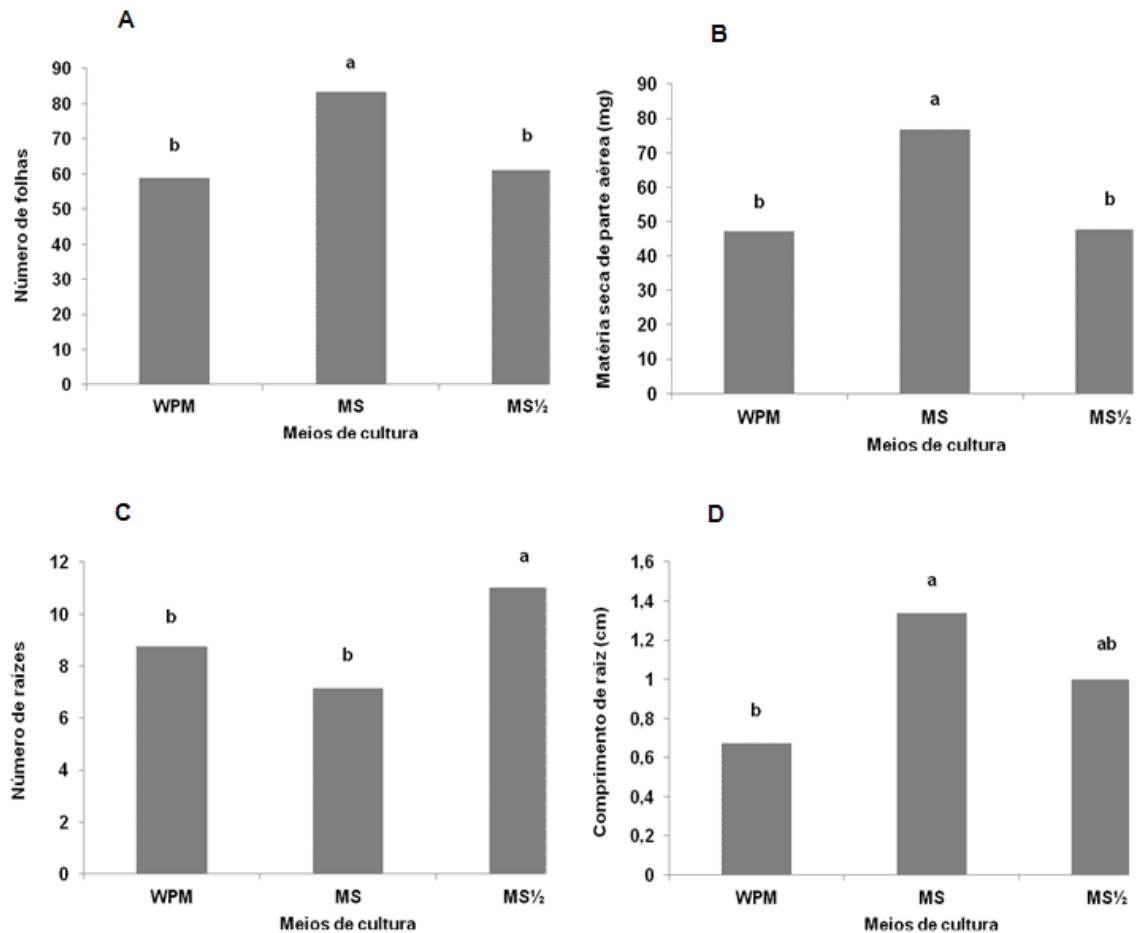 A
Número de folhas
90
80
70
60
50
40
30
20
10
0
b
a
b
WPM
MS
MS½
Meios de cultura
B
Matéria seca de parte aérea (mg)
90
80
70
60
50
40
30
20
10
0
b
a
b
WPM
MS
MS½
Meios de cultura
C
Número de raízes
12
10
8
6
4
2
0
b
b
a
WPM
MS
MS½
Meios de cultura
D
Comprimento de raiz (cm)
1,6
1,4
1,2
1
0,8
0,6
0,4
0,2
0
b
a
ab
WPM
MS
MS½
Meios de cultura